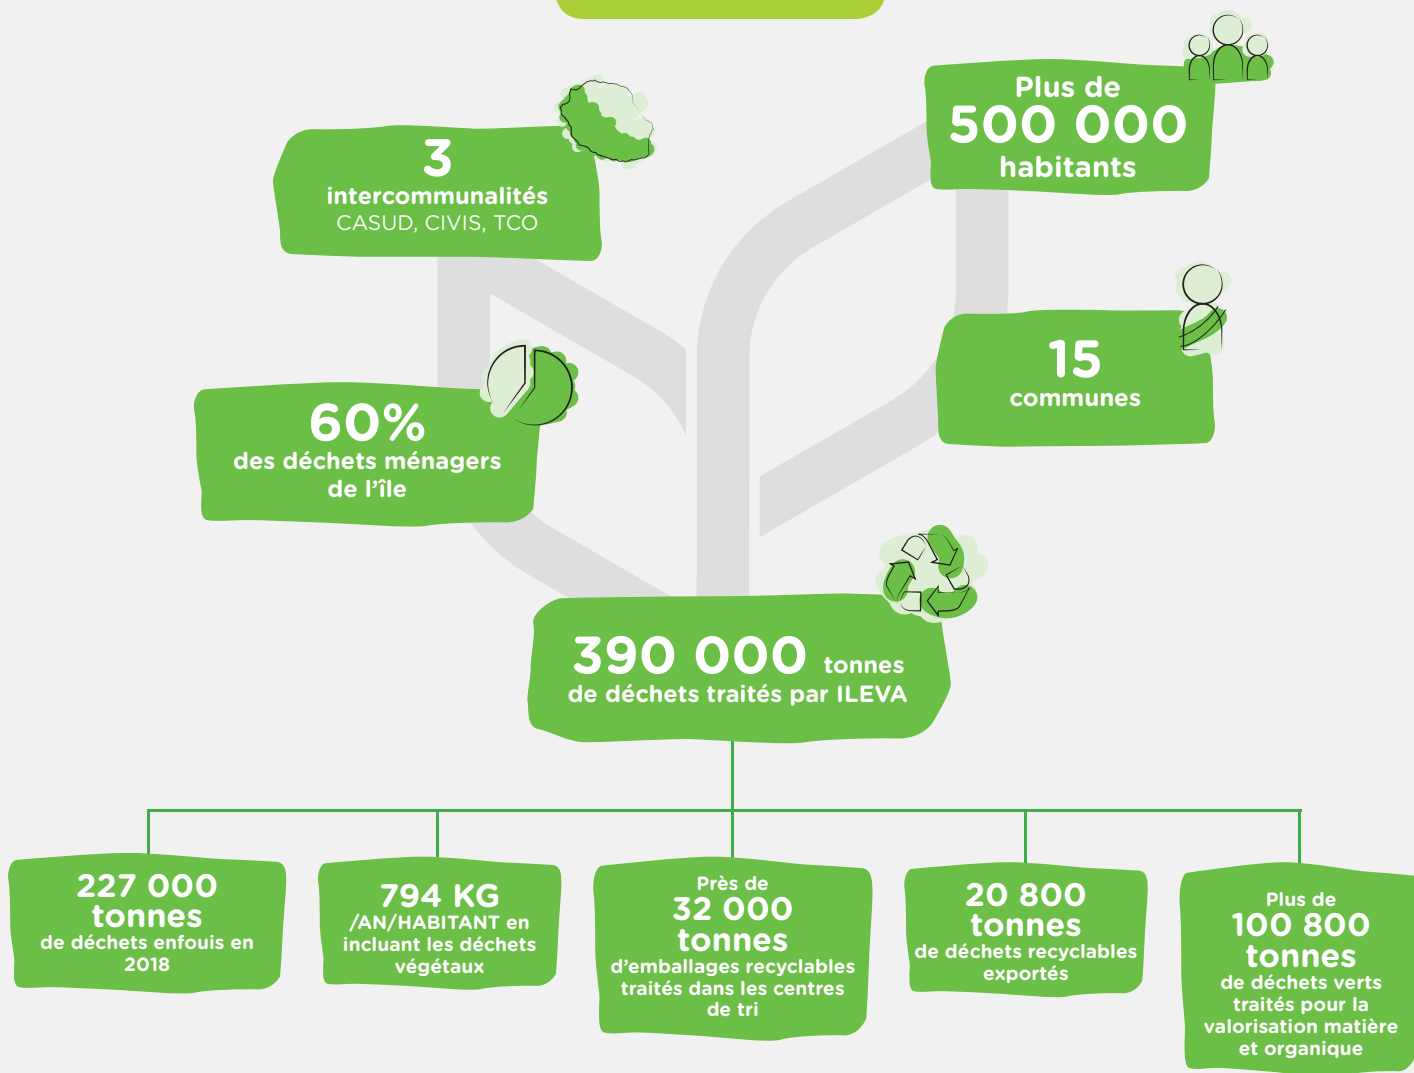 3
intercommunalités
CASUD, CIVIS, TCO
Plus de
500 000
habitants
60%
des déchets ménagers
de l'île
15
communes
390 000 tonnes
de déchets traités par ILEVA
227 000
tonnes
de déchets enfouis en
2018
794 KG
/AN/HABITANT en
incluant les déchets
végétaux
Près de
32 000
tonnes
d'emballages recyclables
traités dans les centres
de tri
20 800
tonnes
de déchets recyclables
exportés
Plus de
100 800
tonnes
de déchets verts
traités pour la
valorisation matière
et organique